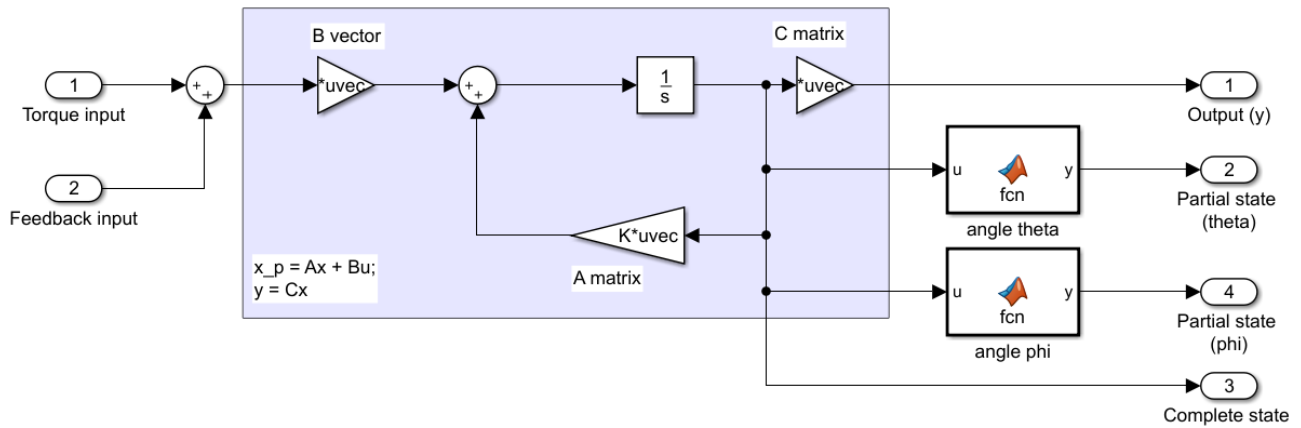 B vector
C matrix
1
Torque input
+
+
*uvec
+
+
1
s
*uvec
1
Output (y)
2
Feedback input
u
fcn
y
angle theta
2
Partial state
(theta)
K*uvec
A matrix
x_p = Ax + Bu;
y = Cx
u
fcn
y
angle phi
4
Partial state
(phi)
3
Complete state